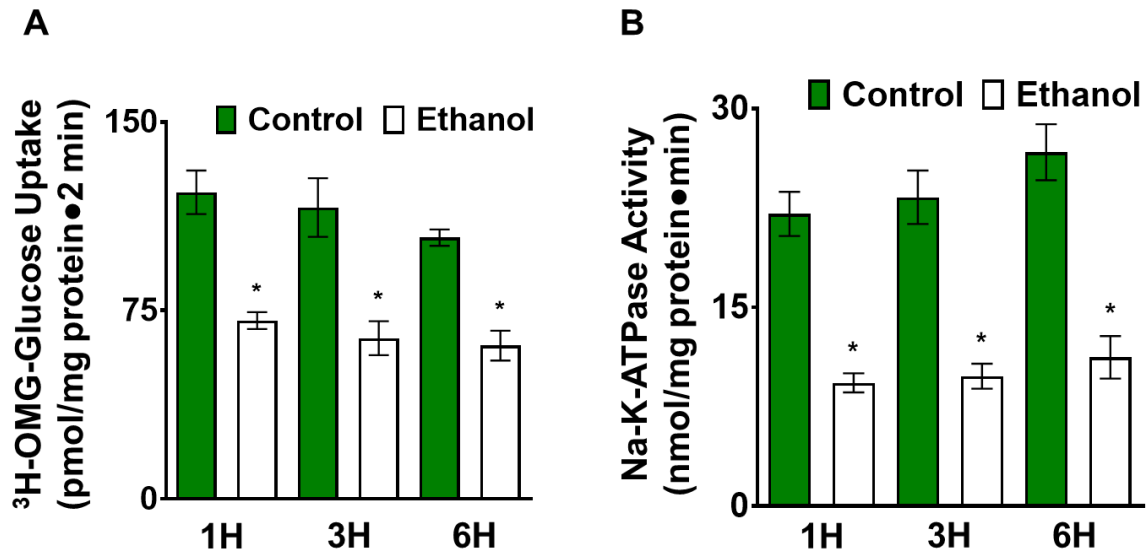 A
³H-OMG-Glucose Uptake
(pmol/mg protein●2 min)
Control Ethanol
150
75
0
*
*
*
1H 3H 6H
B
Na-K-ATPase Activity
(nmol/mg protein●min)
Control Ethanol
30
15
0
*
*
*
1H 3H 6H